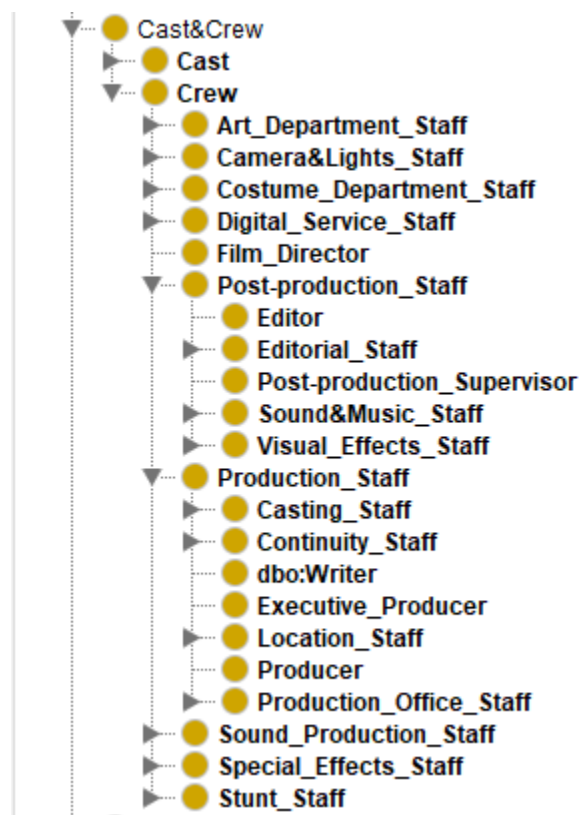 Cast&Crew
Cast
Crew
Art_Department_Staff
Camera&Lights_Staff
Costume_Department_Staff
Digital_Service_Staff
Film_Director
Post-production_Staff
Editor
Editorial_Staff
Post-production_Supervisor
Sound&Music_Staff
Visual_Effects_Staff
Production_Staff
Casting_Staff
Continuity_Staff
dbo:Writer
Executive_Producer
Location_Staff
Producer
Production_Office_Staff
Sound_Production_Staff
Special_Effects_Staff
Stunt_Staff